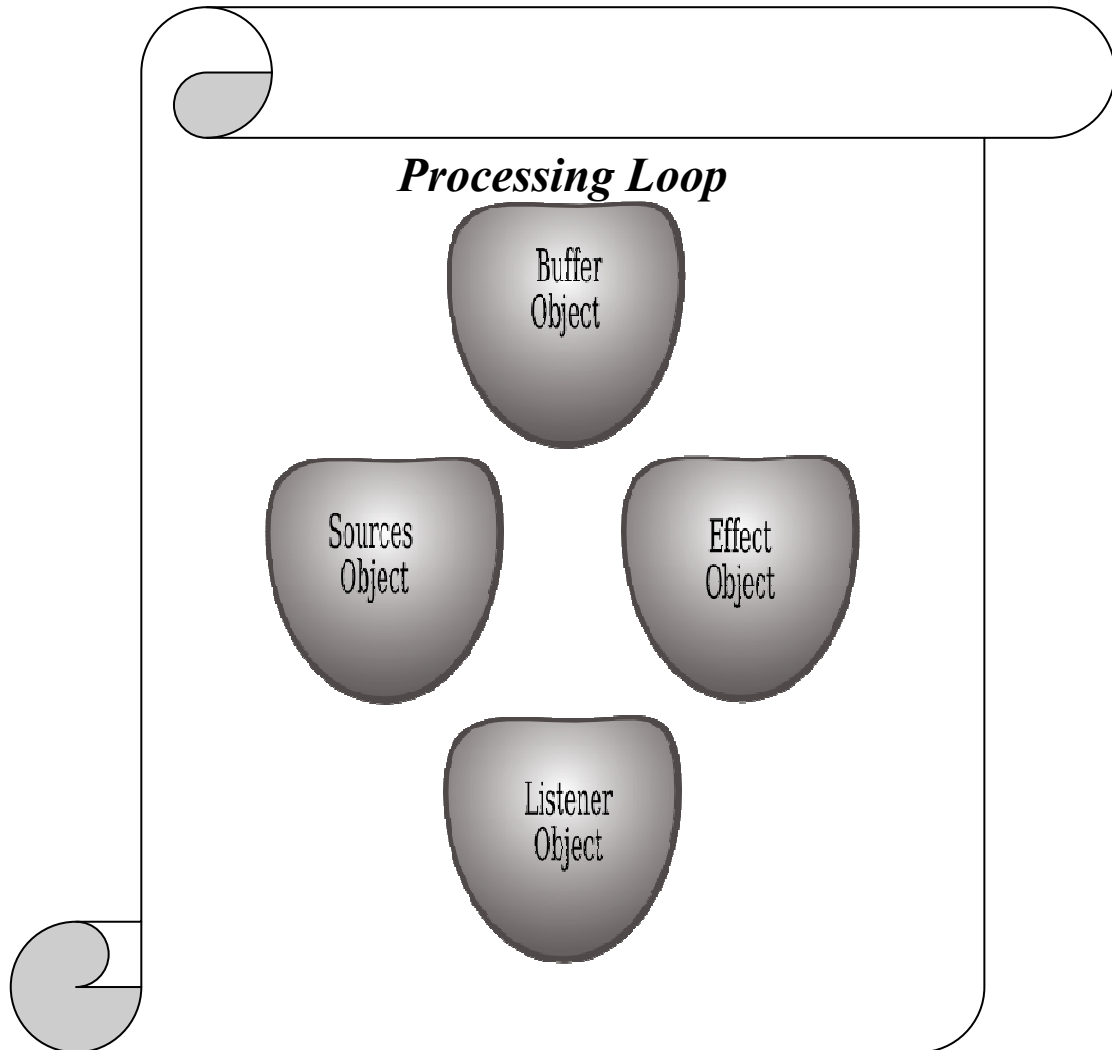 Processing Loop
Buffer
Object
Sources
Object
Effect
Object
Listener
Object